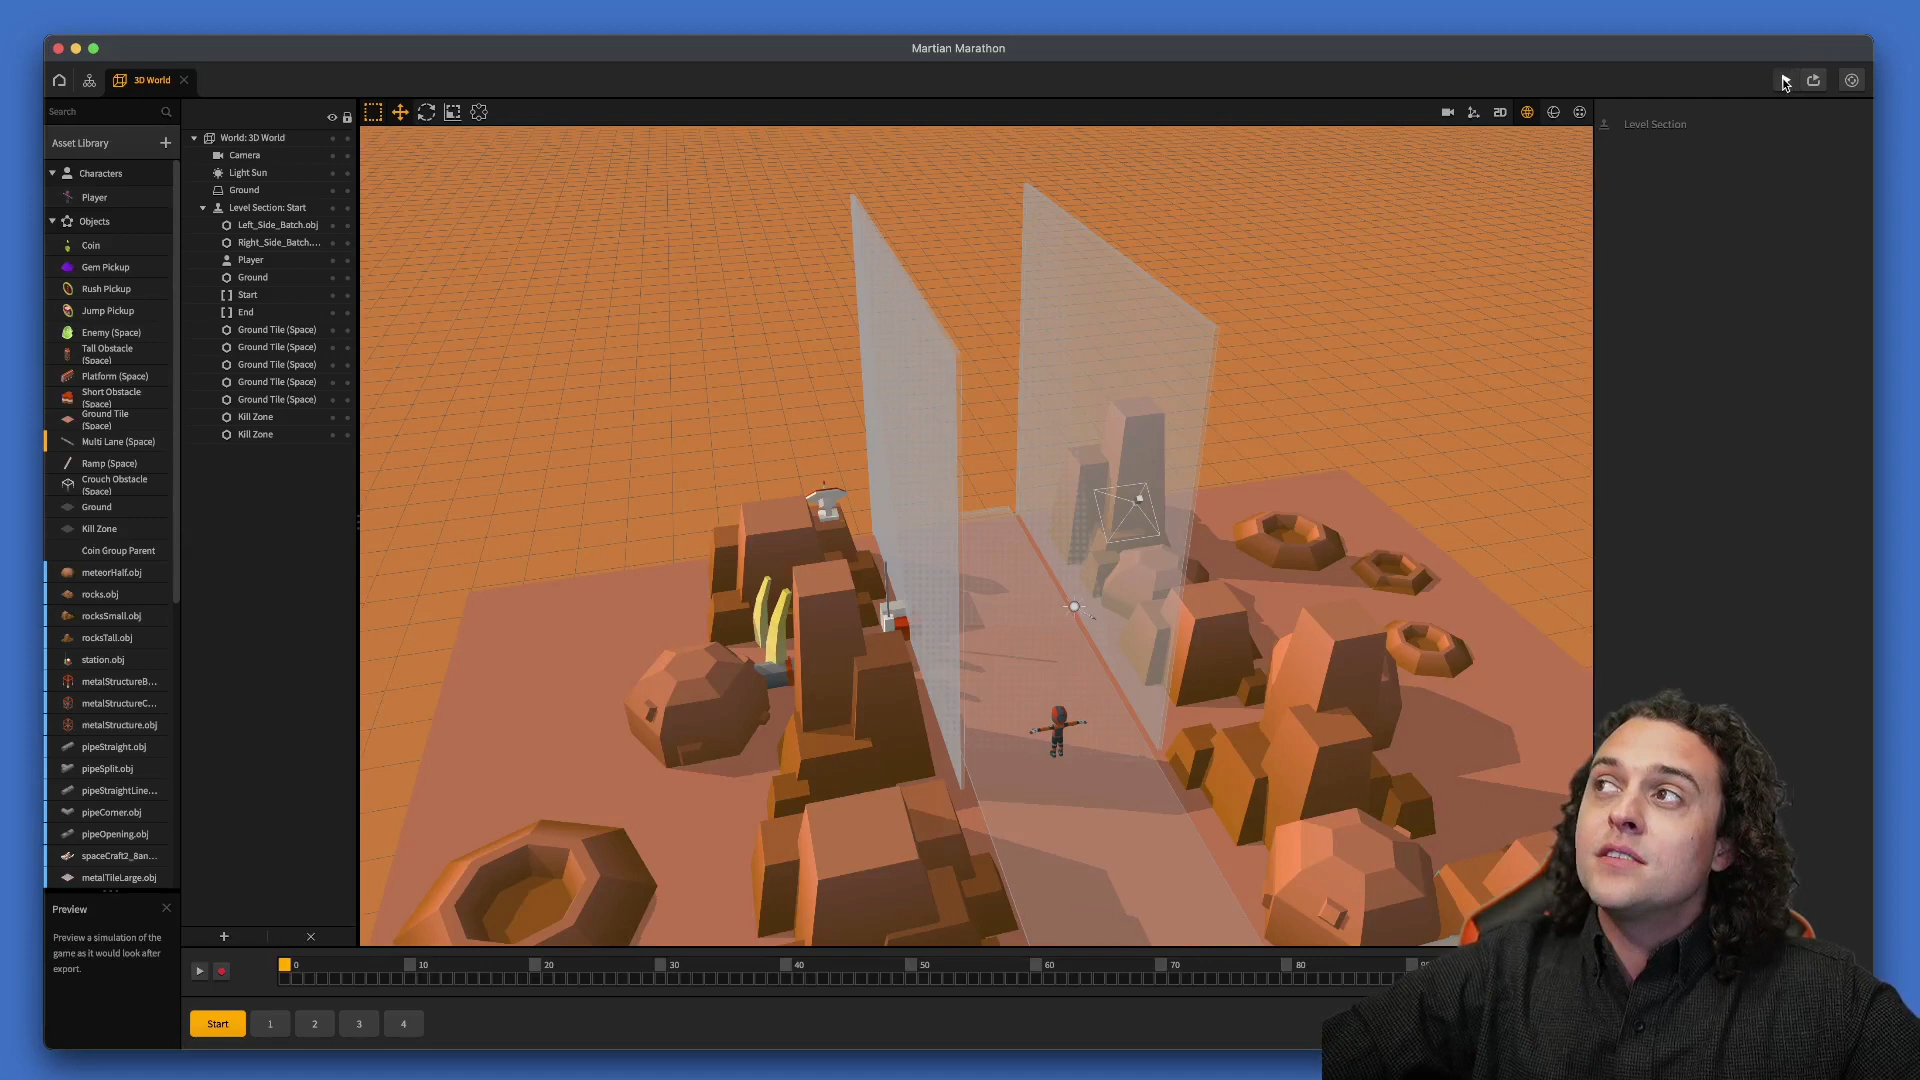 Martian Marathon
3D World
Search
Asset Library
Characters
Player
Objects
Coin
Gem Pickup
Rush Pickup
Jump Pickup
Enemy (Space)
Tall Obstacle
(Space)
Platform (Space)
Short Obstacle
(Space)
Ground Tile
(Space)
Multi Lane (Space)
Ramp (Space)
Crouch Obstacle
(Space)
Ground
Kill Zone
Coin Group Parent
meteorHalf.obj
rocks.obj
rocksSmall.obj
rocksTall.obj
station.obj
metalStructureB...
metalStructureC...
metalStructure.obj
pipeStraight.obj
pipeSplit.obj
pipeStraightLine...
pipeCorner.obj
pipeOpening.obj
spaceCraft2_8an...
metalTileLarge.obj
Preview
Preview a simulation of the
game as it would look after
export.
World: 3D World
Camera
Light Sun
Ground
Level Section: Start
Left_Side_Batch.obj
Right_Side_Batch....
Player
Ground
Start
End
Ground Tile (Space)
Ground Tile (Space)
Ground Tile (Space)
Ground Tile (Space)
Ground Tile (Space)
Kill Zone
Kill Zone
2D
Level Section
0 10 20 30 40 50 60 70 80
Start 1 2 3 4